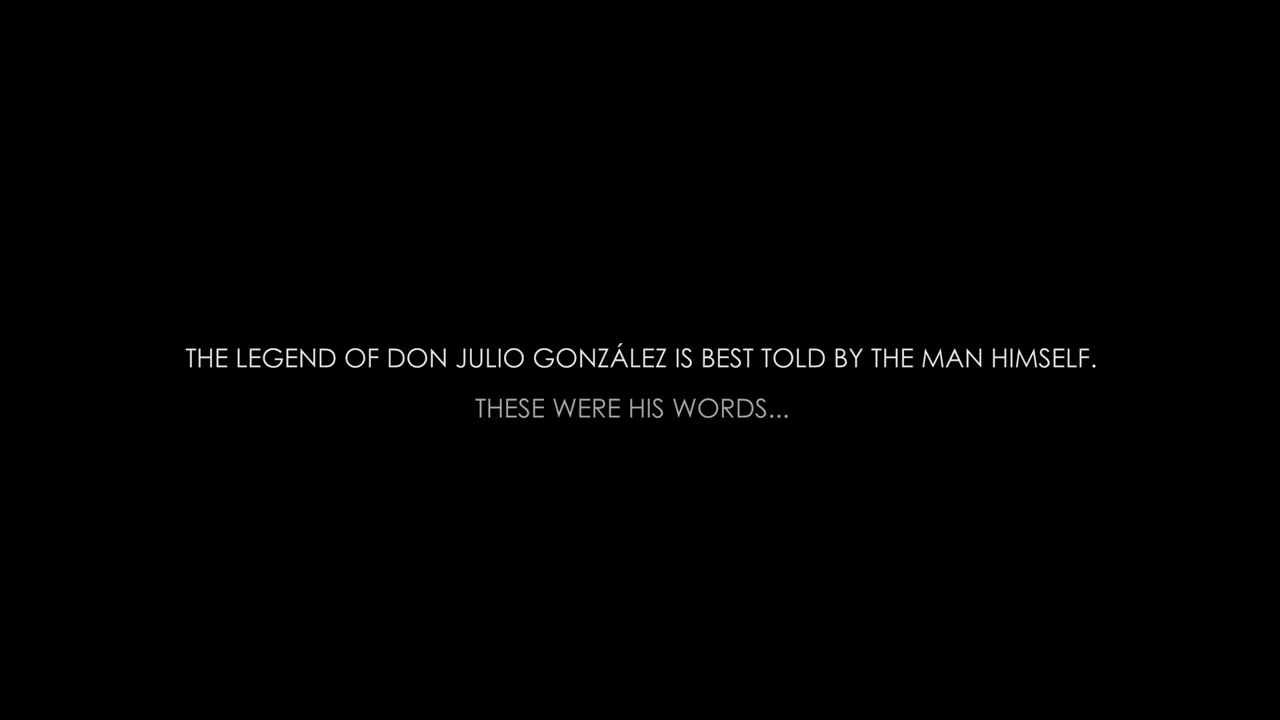 THE LEGEND OF DON JULIO GONZÁLEZ IS BEST TOLD BY THE MAN HIMSELF.
THESE WERE HIS WORDS...